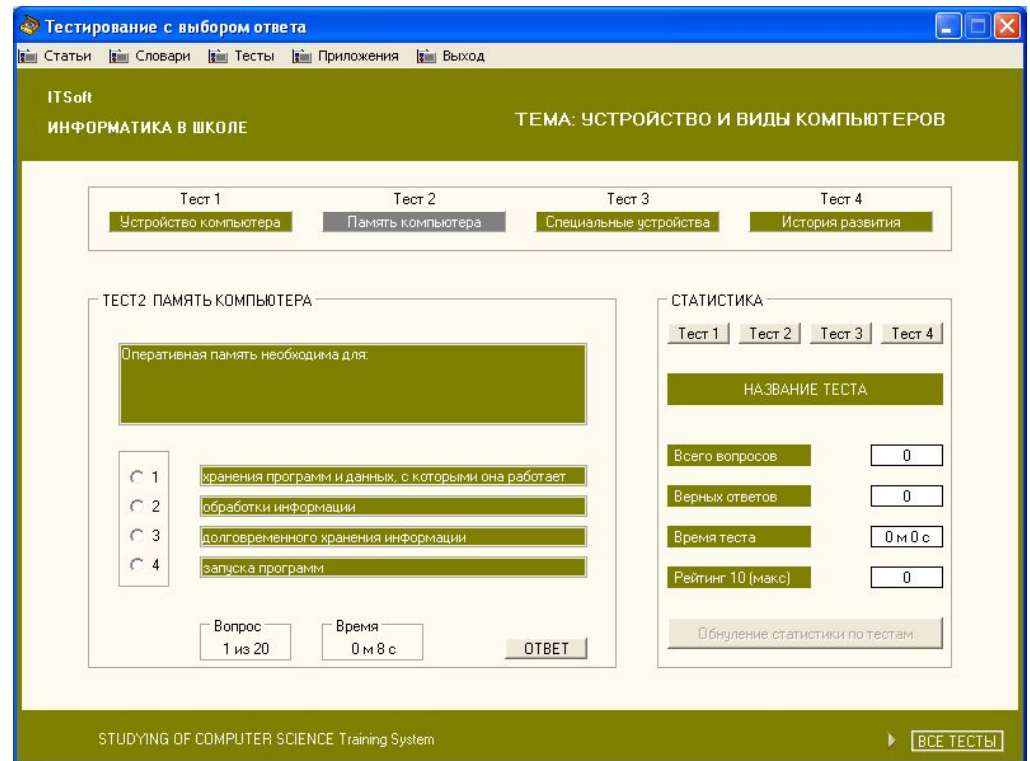 Тестирование с выбором ответа
Статьи Словари Тесты Приложения Выход
ITSoft
ИНФОРМАТИКА В ШКОЛЕ
ТЕМА: УСТРОЙСТВО И ВИДЫ КОМПЬЮТЕРОВ
Тест 1 Тест 2 Тест 3 Тест 4
Устройство компьютера Память компьютера Специальные устройства История развития
ТЕСТ2 ПАМЯТЬ КОМПЬЮТЕРА
Оперативная память необходима для:
1 хранения программ и данных, с которыми она работает
2 обработки информации
3 долговременного хранения информации
4 запуска программ
Вопрос Время
1 из 20 0 м 8 с ОТВЕТ
СТАТИСТИКА
Тест 1 Тест 2 Тест 3 Тест 4
НАЗВАНИЕ ТЕСТА
Всего вопросов 0
Верных ответов 0
Время теста 0 м 0 с
Рейтинг 10 (макс) 0
Обнуление статистики по тестам
STUDYING OF COMPUTER SCIENCE Training System
ВСЕ ТЕСТЫ